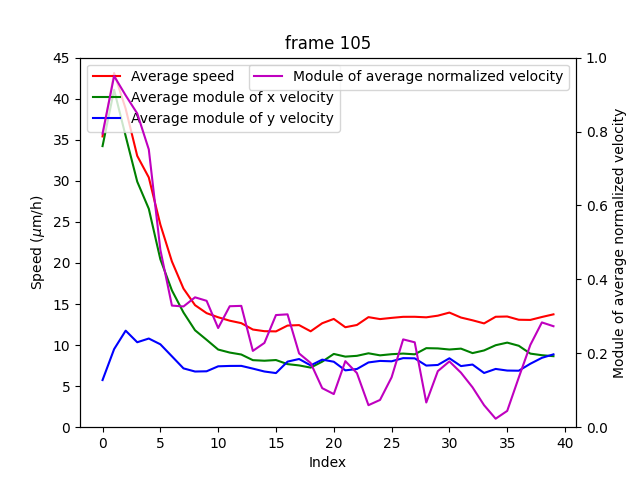 frame 105
Average speed
Average module of x velocity
Average module of y velocity
Module of average normalized velocity
Speed (μm/h)
45
40
35
30
25
20
15
10
5
0
1.0
0.8
0.6
0.4
0.2
0.0
Module of average normalized velocity
0 5 10 15 20 25 30 35 40
Index